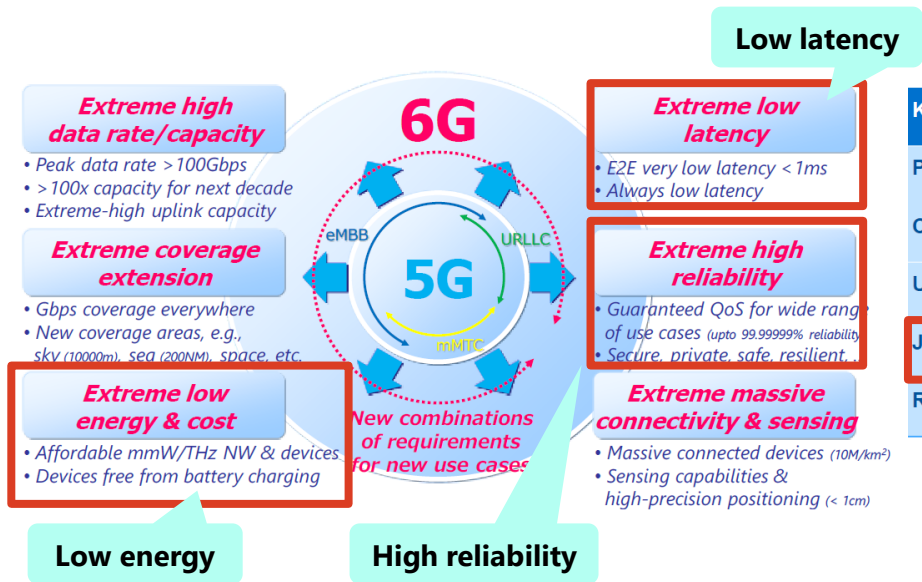 Low latency
Extreme high
data rate/capacity
• Peak data rate >100Gbps
• >100x capacity for next decade
• Extreme-high uplink capacity
Extreme coverage
extension
• Gbps coverage everywhere
• New coverage areas, e.g.,
sky (10000m), sea (200NM), space, etc.
Extreme low
energy & cost
• Affordable mmW/THz NW & devices
• Devices free from battery charging
Low energy
6G
eMBB
URLLC
5G
mMTC
New combinations
of requirements
for new use cases
High reliability
Extreme low
latency
• E2E very low latency <1ms
• Always low latency
Extreme high
reliability
• Guaranteed QoS for wide range
of use cases (upto 99.99999% reliability
• Secure, private, safe, resilient, ..
Extreme massive
connectivity & sensing
• Massive connected devices (10M/km²)
• Sensing capabilities &
high-precision positioning (< 1cm)
K
P
U
J
R